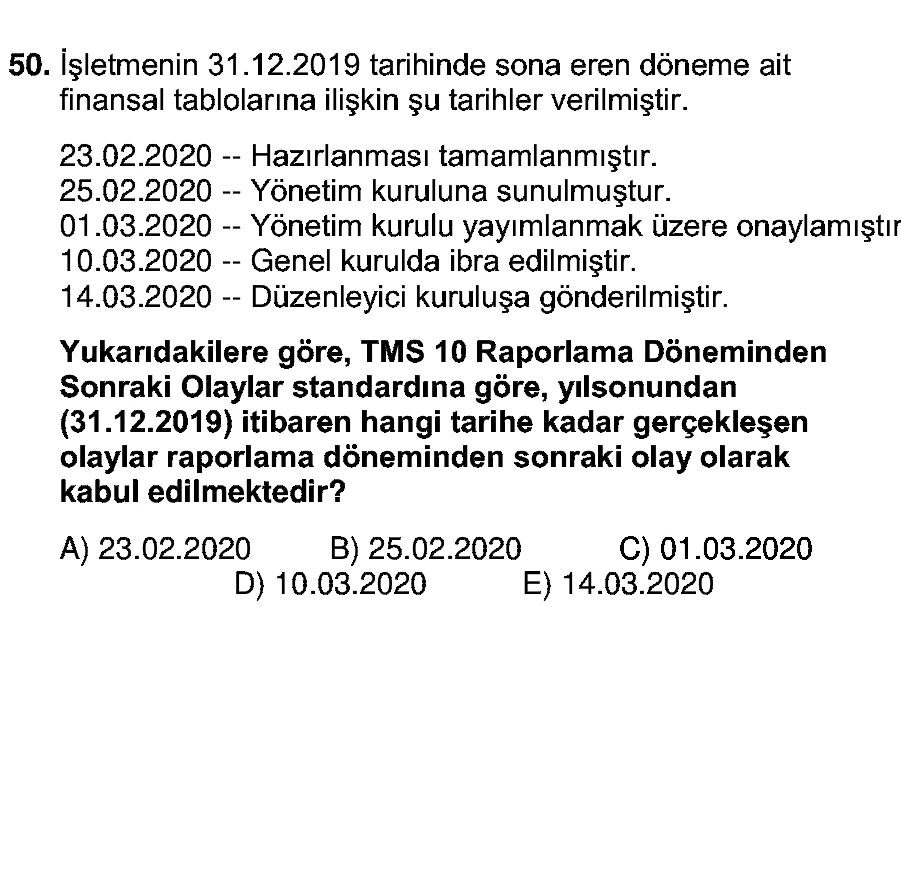 50. İşletmenin 31.12.2019 tarihinde sona eren döneme ait
finansal tablolarına ilişkin şu tarihler verilmiştir.
23.02.2020 -- Hazırlanması tamamlanmıştır.
25.02.2020 -- Yönetim kuruluna sunulmuştur.
01.03.2020 -- Yönetim kurulu yayımlanmak üzere onaylamıştır
10.03.2020 -- Genel kurulda ibra edilmiştir.
14.03.2020 -- Düzenleyici kuruluşa gönderilmiştir.
Yukarıdakilere göre, TMS 10 Raporlama Döneminden
Sonraki Olaylar standardına göre, yılsonundan
(31.12.2019) itibaren hangi tarihe kadar gerçekleşen
olaylar raporlama döneminden sonraki olay olarak
kabul edilmektedir?
A) 23.02.2020 B) 25.02.2020 C) 01.03.2020
D) 10.03.2020 E) 14.03.2020